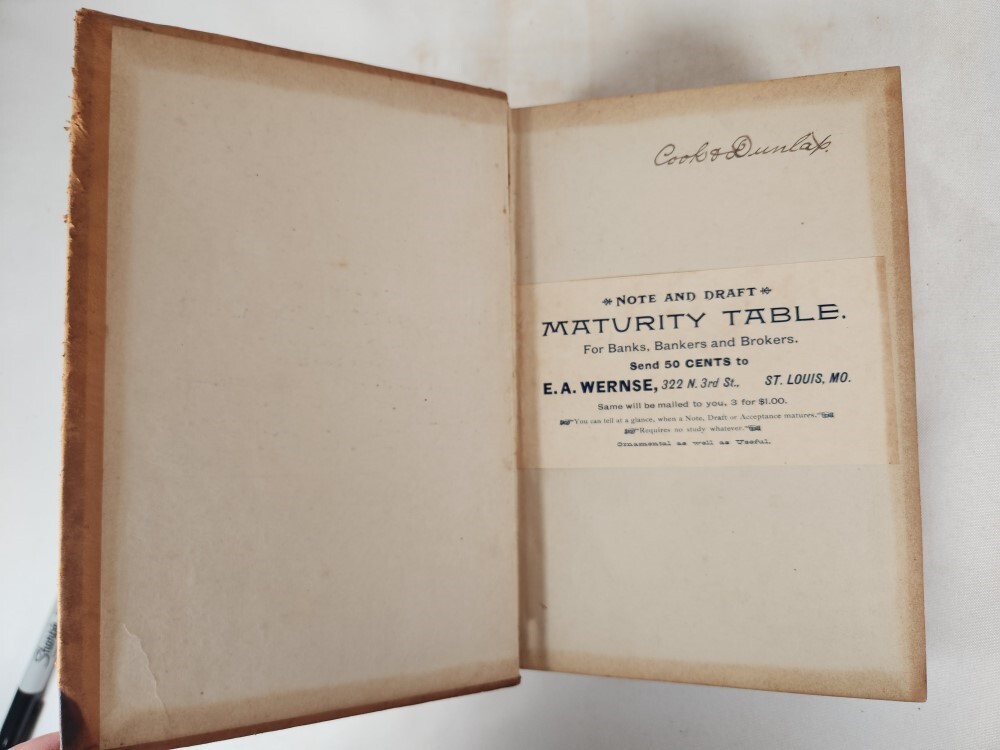 Cook & Dunlap.
NOTE AND DRAFT
MATURITY TABLE.
For Banks, Bankers and Brokers.
Send 50 CENTS to
E. A. WERNSE, 322 N. 3rd St., ST. LOUIS, MO.
Same will be mailed to you. 3 for $1.00.
"You can tell at a glance, when a Note, Draft or Acceptance matures."
"Requires no study whatever."
Ornamental as well as Useful.
Sharpie